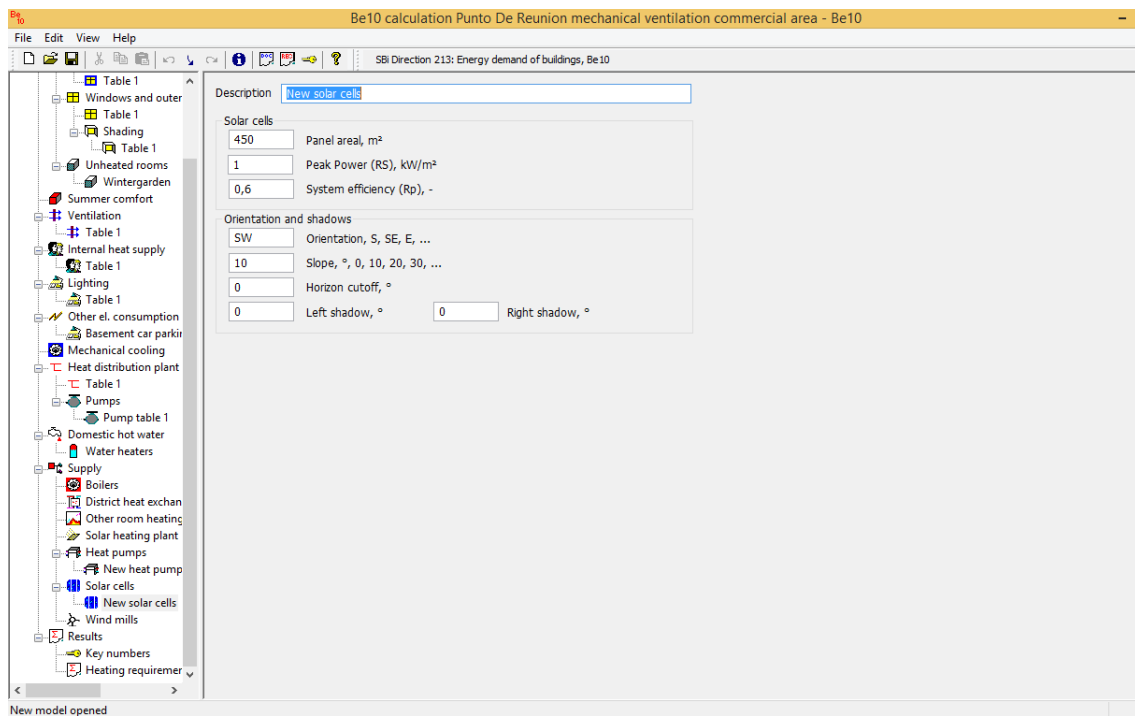 Be10 calculation Punto De Reunion mechanical ventilation commercial area - Be10
File Edit View Help
SBi Direction 213: Energy demand of buildings, Be10
Table 1
Windows and outer
Table 1
Shading
Table 1
Unheated rooms
Wintergarden
Summer comfort
Ventilation
Table 1
Internal heat supply
Table 1
Lighting
Table 1
Other el. consumption
Basement car parkir
Mechanical cooling
Heat distribution plant
Table 1
Pumps
Pump table 1
Domestic hot water
Water heaters
Supply
Boilers
District heat exchan
Other room heating
Solar heating plant
Heat pumps
New heat pump
Solar cells
New solar cells
Wind mills
Results
Key numbers
Heating requiremer
Description New solar cells
Solar cells
450 Panel areal, m²
1 Peak Power (RS), kW/m²
0,6 System efficiency (Rp), -
Orientation and shadows
SW Orientation, S, SE, E, ...
10 Slope, °, 0, 10, 20, 30, ...
0 Horizon cutoff, °
0 Left shadow, ° 0 Right shadow, °
New model opened